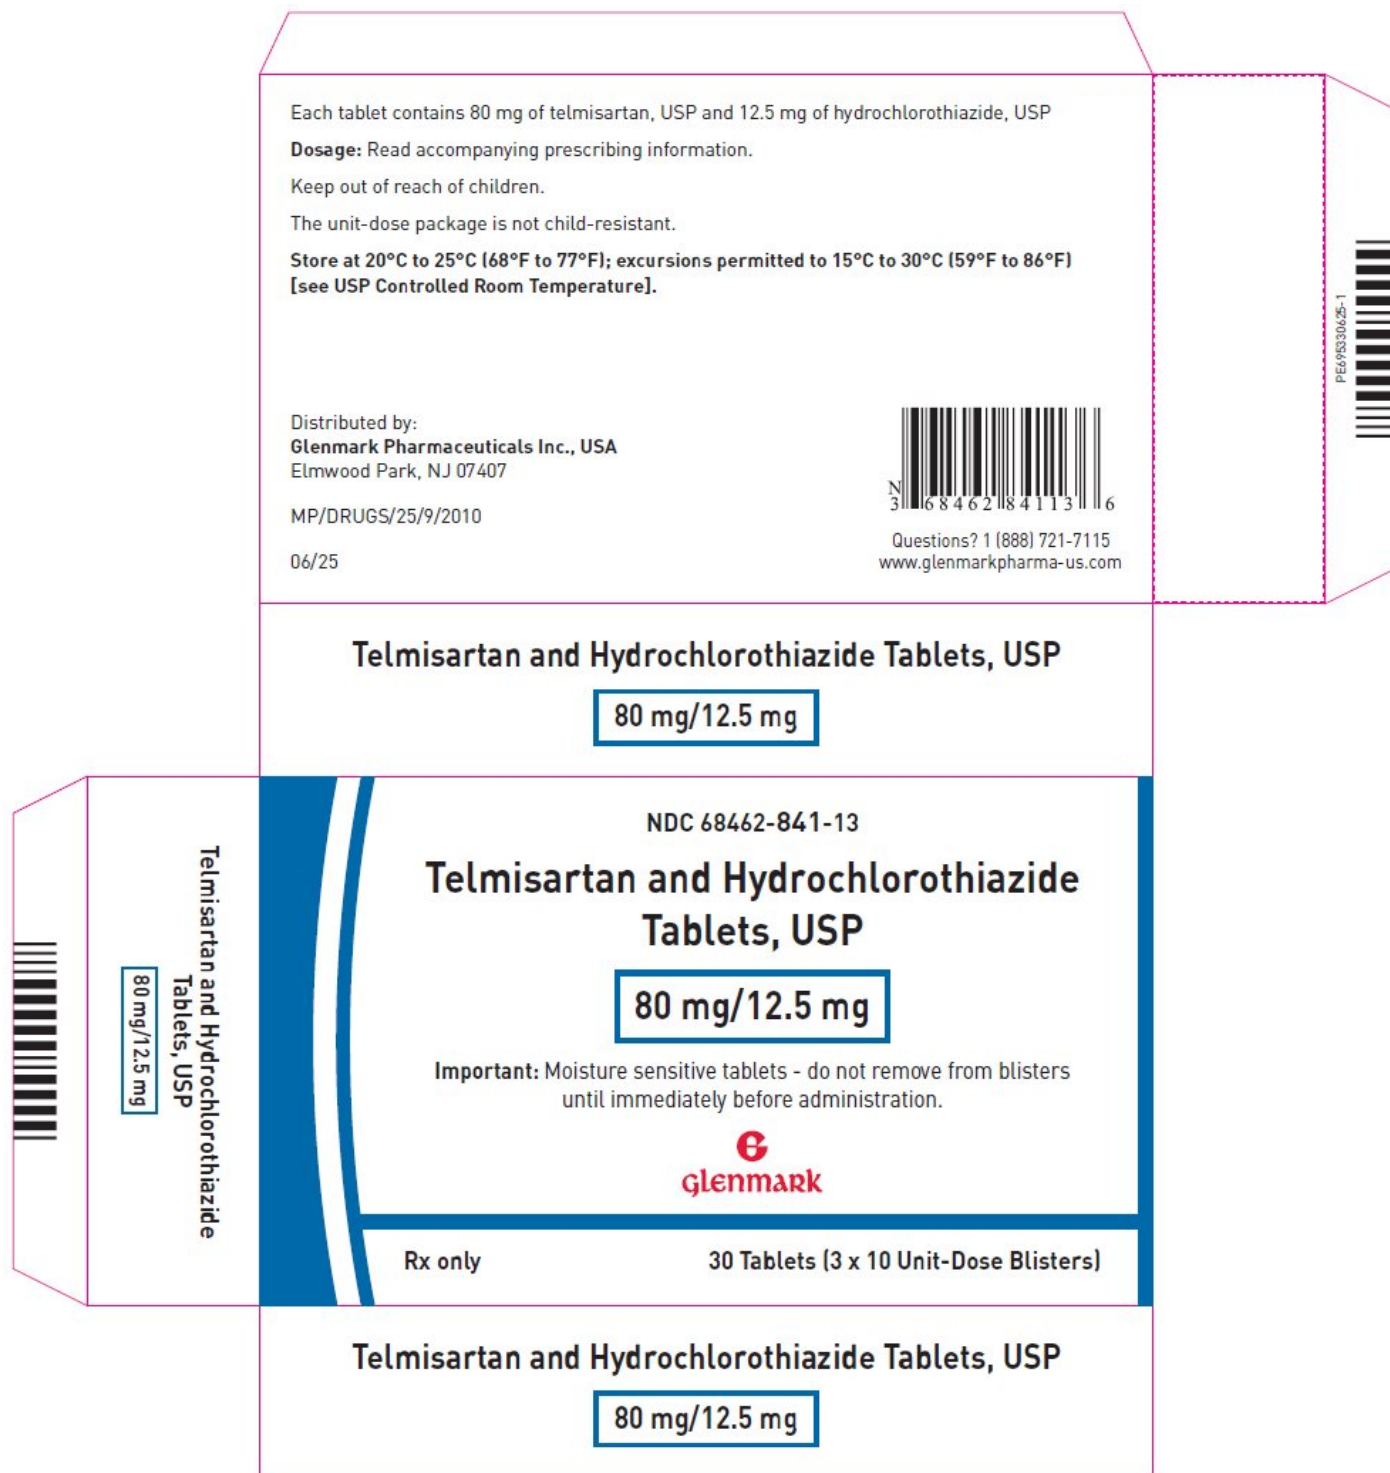 Each tablet contains 80 mg of telmisartan, USP and 12.5 mg of hydrochlorothiazide, USP
Dosage: Read accompanying prescribing information.
Keep out of reach of children.
The unit-dose package is not child-resistant.
Store at 20°C to 25°C (68°F to 77°F); excursions permitted to 15°C to 30°C (59°F to 86°F)
[see USP Controlled Room Temperature].
PE695330625-1
Distributed by:
Glenmark Pharmaceuticals Inc., USA
Elmwood Park, NJ 07407
MP/DRUGS/25/9/2010
06/25
N
3 68462 84113 6
Questions? 1 (888) 721-7115
www.glenmarkpharma-us.com
Telmisartan and Hydrochlorothiazide Tablets, USP
80 mg/12.5 mg
Telmisartan and Hydrochlorothiazide
Tablets, USP
80 mg/12.5 mg
NDC 68462-841-13
Telmisartan and Hydrochlorothiazide
Tablets, USP
80 mg/12.5 mg
Important: Moisture sensitive tablets - do not remove from blisters
until immediately before administration.
G
glenmark
Rx only
30 Tablets (3 x 10 Unit-Dose Blisters)
Telmisartan and Hydrochlorothiazide Tablets, USP
80 mg/12.5 mg